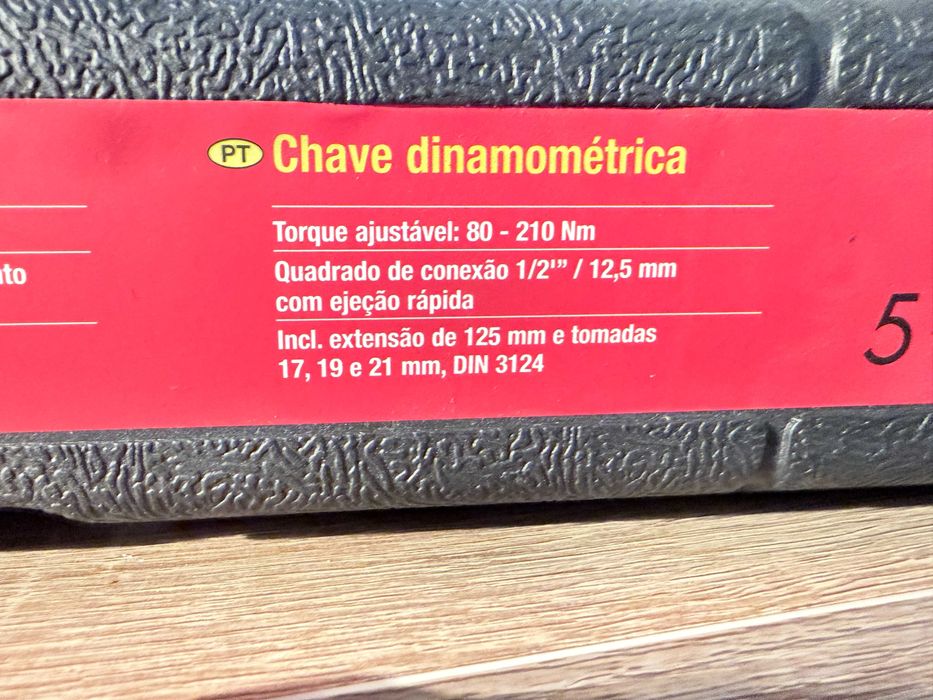 PT Chave dinamométrica
Torque ajustável: 80 - 210 Nm
nto
Quadrado de conexão 1/2'" / 12,5 mm
com ejeção rápida
Incl. extensão de 125 mm e tomadas
17, 19 e 21 mm, DIN 3124
5